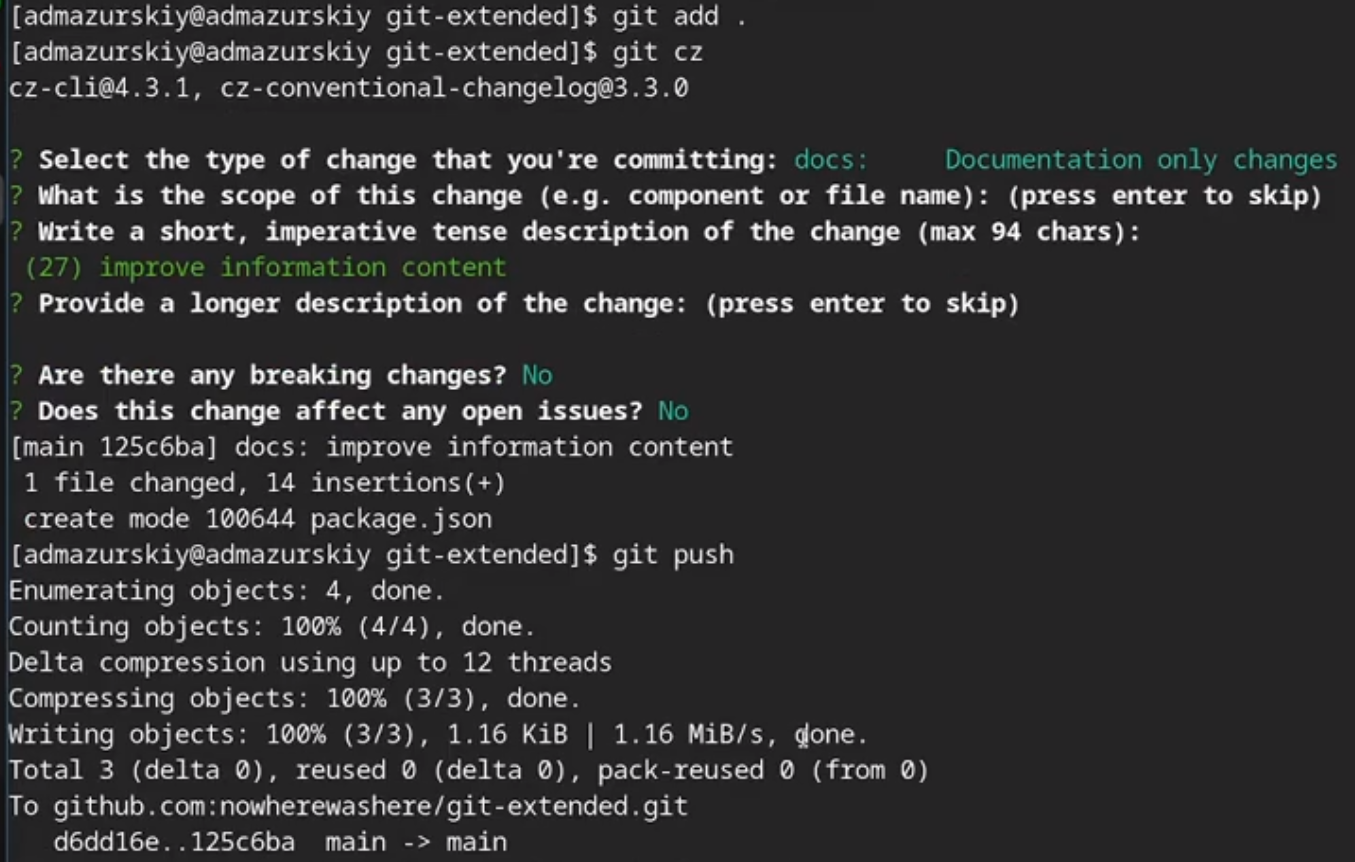 [admazurskiy@admazurskiy git-extended]$ git add .
[admazurskiy@admazurskiy git-extended]$ git cz
cz-cli@4.3.1, cz-conventional-changelog@3.3.0
? Select the type of change that you're committing: docs:     Documentation only changes
? What is the scope of this change (e.g. component or file name): (press enter to skip)
? Write a short, imperative tense description of the change (max 94 chars):
 (27) improve information content
? Provide a longer description of the change: (press enter to skip)
? Are there any breaking changes? No
? Does this change affect any open issues? No
[main 125c6ba] docs: improve information content
 1 file changed, 14 insertions(+)
 create mode 100644 package.json
[admazurskiy@admazurskiy git-extended]$ git push
Enumerating objects: 4, done.
Counting objects: 100% (4/4), done.
Delta compression using up to 12 threads
Compressing objects: 100% (3/3), done.
Writing objects: 100% (3/3), 1.16 KiB | 1.16 MiB/s, done.
Total 3 (delta 0), reused 0 (delta 0), pack-reused 0 (from 0)
To github.com:nowherewashere/git-extended.git
   d6dd16e..125c6ba  main -> main